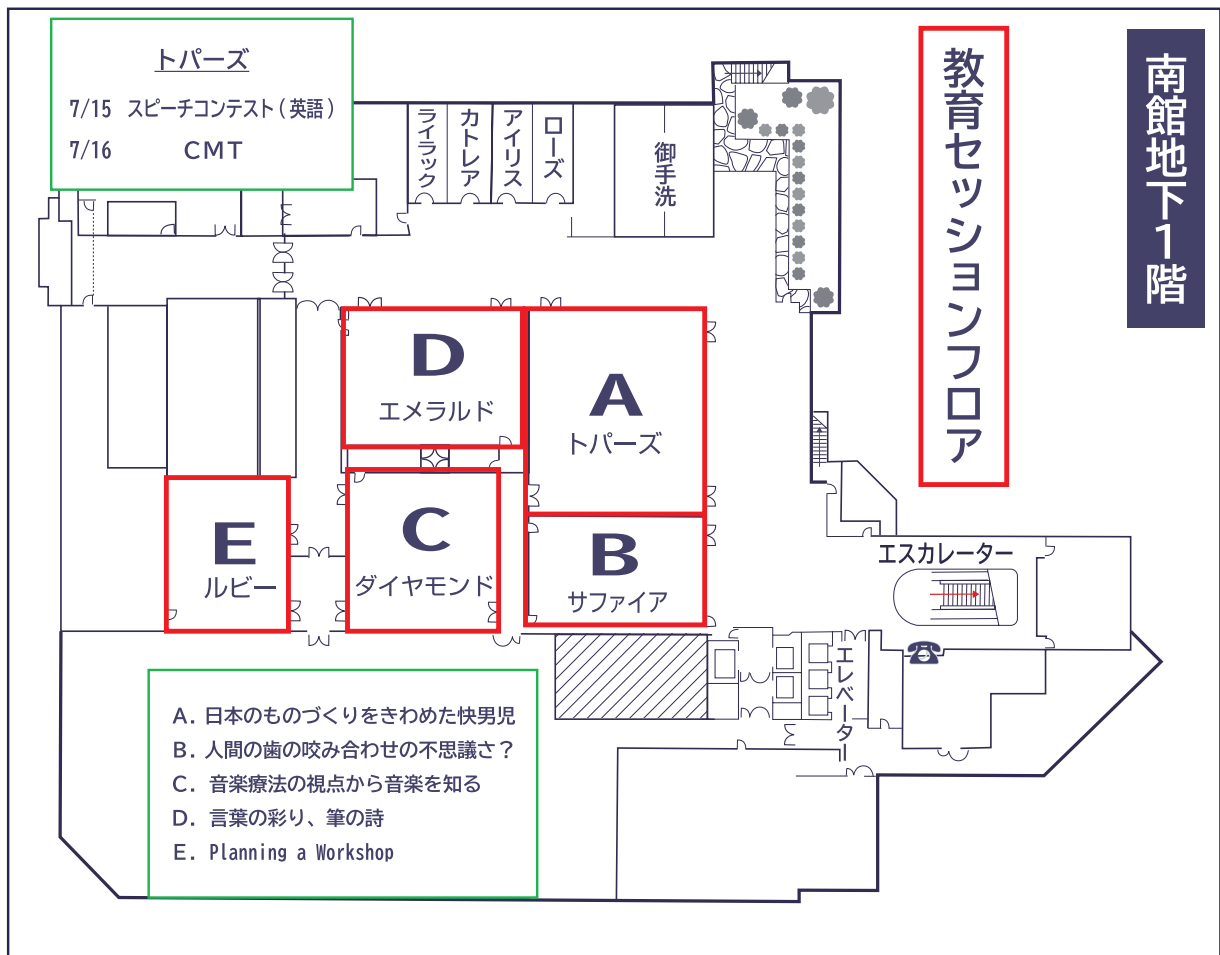 トパーズ
7/15 スピーチコンテスト(英語)
7/16 CMT
ライラック
カトレア
アイリス
ローズ
御手洗
教育セッションフロア
南館地下1階
D
エメラルド
A
トパーズ
E
ルビー
C
ダイヤモンド
B
サファイア
エスカレーター
エレベーター
A. 日本のものづくりをきわめた快男児
B. 人間の歯の咬み合わせの不思議さ?
C. 音楽療法の視点から音楽を知る
D. 言葉の彩り、筆の詩
E. Planning a Workshop